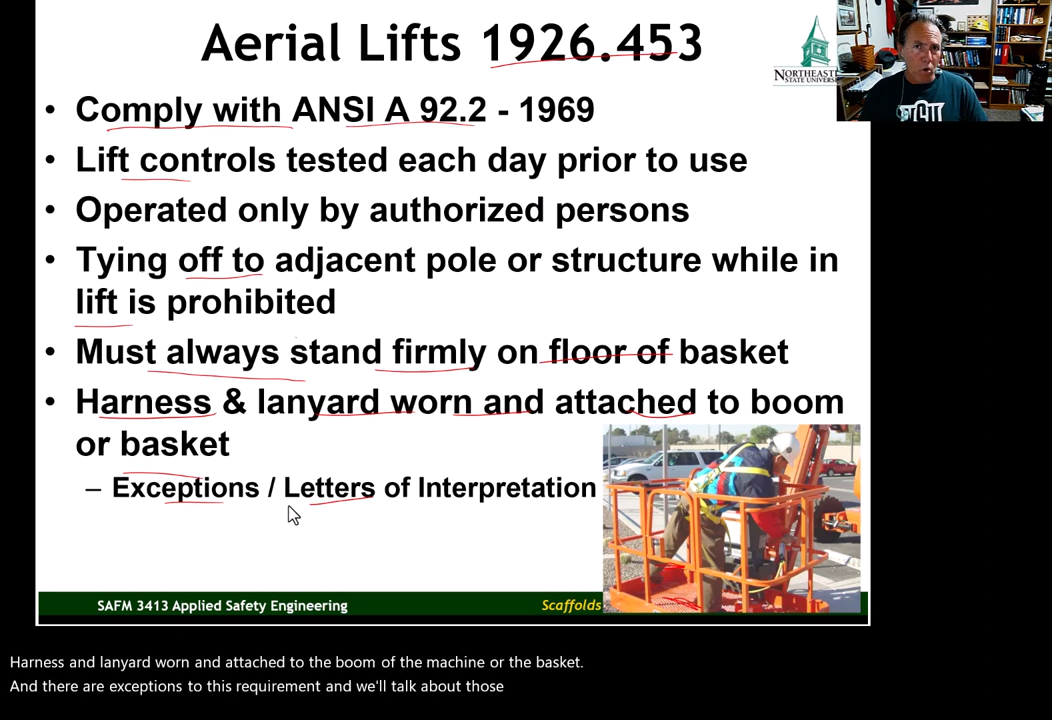 Aerial Lifts 1926.453
NORTHEAST
STATE UNIVERS
• Comply with ANSI A 92.2 - 1969
• Lift controls tested each day prior to use
• Operated only by authorized persons
• Tying off to adjacent pole or structure while in
lift is prohibited
• Must always stand firmly on floor of basket
• Harness & lanyard worn and attached to boom
or basket
– Exceptions / Letters of Interpretation
SAFM 3413 Applied Safety Engineering
Scaffolds
Harness and lanyard worn and attached to the boom of the machine or the basket.
And there are exceptions to this requirement and we'll talk about those